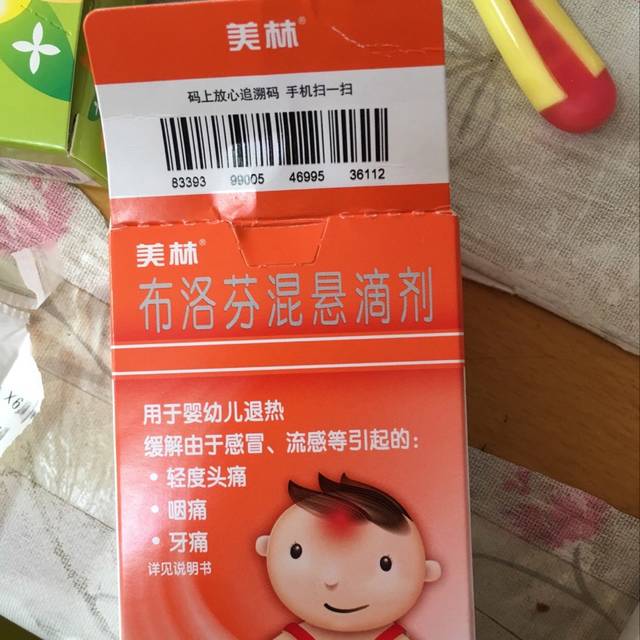 美林®
码上放心追溯码 手机扫一扫
83393 99005 46995 36112
美林®
布洛芬混悬滴剂
用于婴幼儿退热
缓解由于感冒、流感等引起的：
·轻度头痛
·咽痛
·牙痛
详见说明书
X6